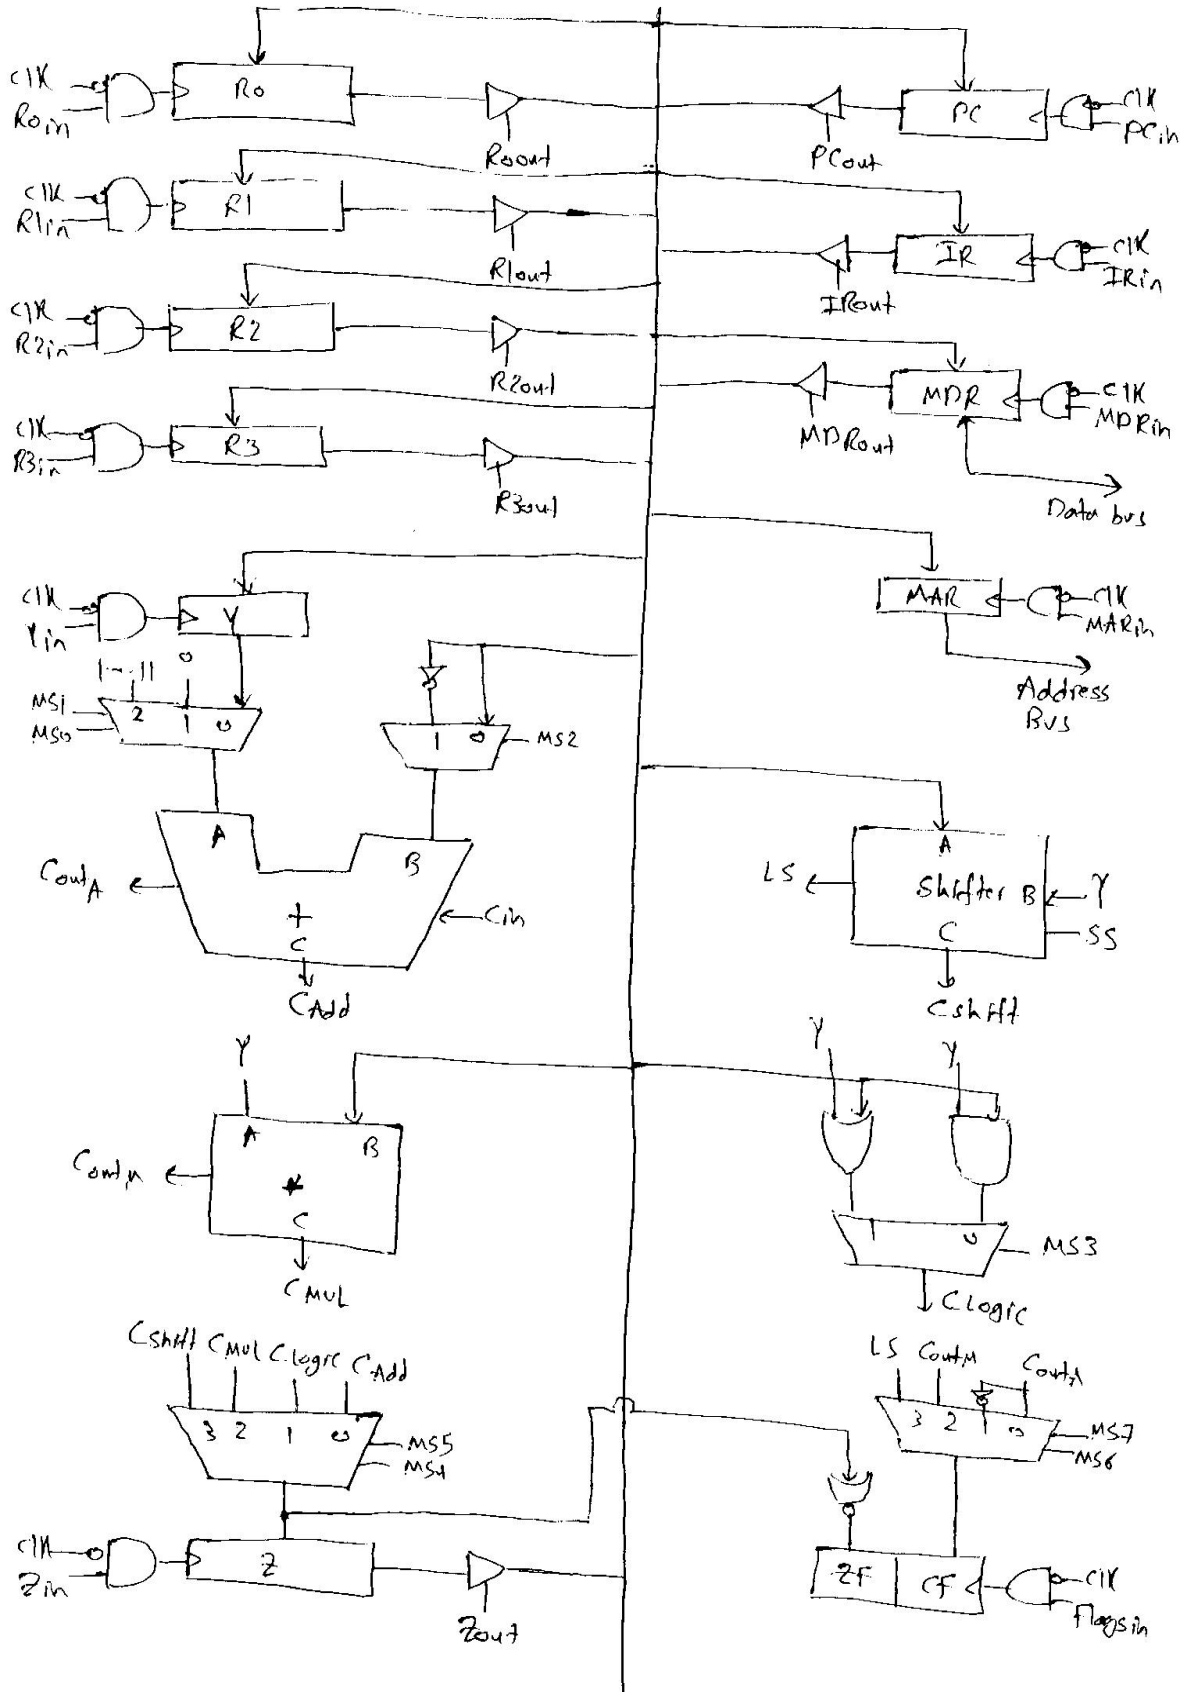 ClK
R0in
R0
R0out
PCout
PC
ClK
PCin
ClK
R1in
R1
R1out
IRout
IR
ClK
IRin
ClK
R2in
R2
R2out
MDRout
MDR
ClK
MDRin
ClK
R3in
R3
R3out
Data bus
ClK
Yin
Y
MAR
ClK
MARin
Address
Bus
1--11
0
MS1
MS0
2 1 0
1 0
MS2
A
B
CoutA
+
Cin
C
CAdd
A
LS
Shifter
B
Y
SS
C
Cshift
Y
A
B
CoutM
*
C
CMUL
Y
Y
1 0
MS3
CLogic
Cshift CMul CLogic CAdd
3 2 1 0
MS5
MS4
LS CoutM CoutA
3 2 1 0
MS7
MS6
ClK
Zin
Z
Zout
ZF CF
ClK
Flagsin